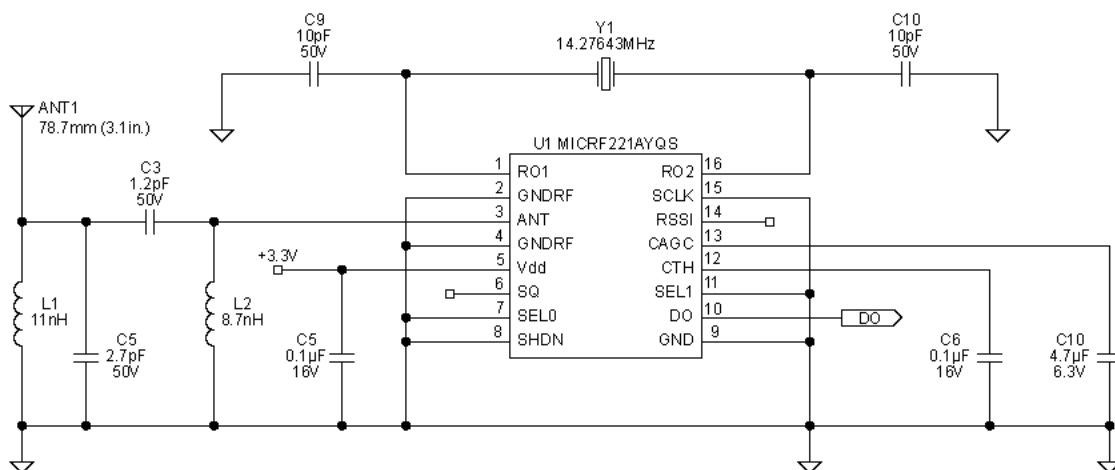 C9
10pF
50V
Y1
14.27643MHz
C10
10pF
50V
ANT1
78.7mm (3.1in.)
C3
1.2pF
50V
U1 MICRF221AYQS
1 RO1
2 GNDRF
3 ANT
4 GNDRF
5 Vdd
6 SQ
7 SEL0
8 SHDN
RO2 16
SCLK 15
RSSI 14
CAGC 13
CTH 12
SEL1 11
DO 10
GND 9
+3.3V
DO
L1
11nH
L2
8.7nH
C5
2.7pF
50V
C5
0.1µF
16V
C6
0.1µF
16V
C10
4.7µF
6.3V